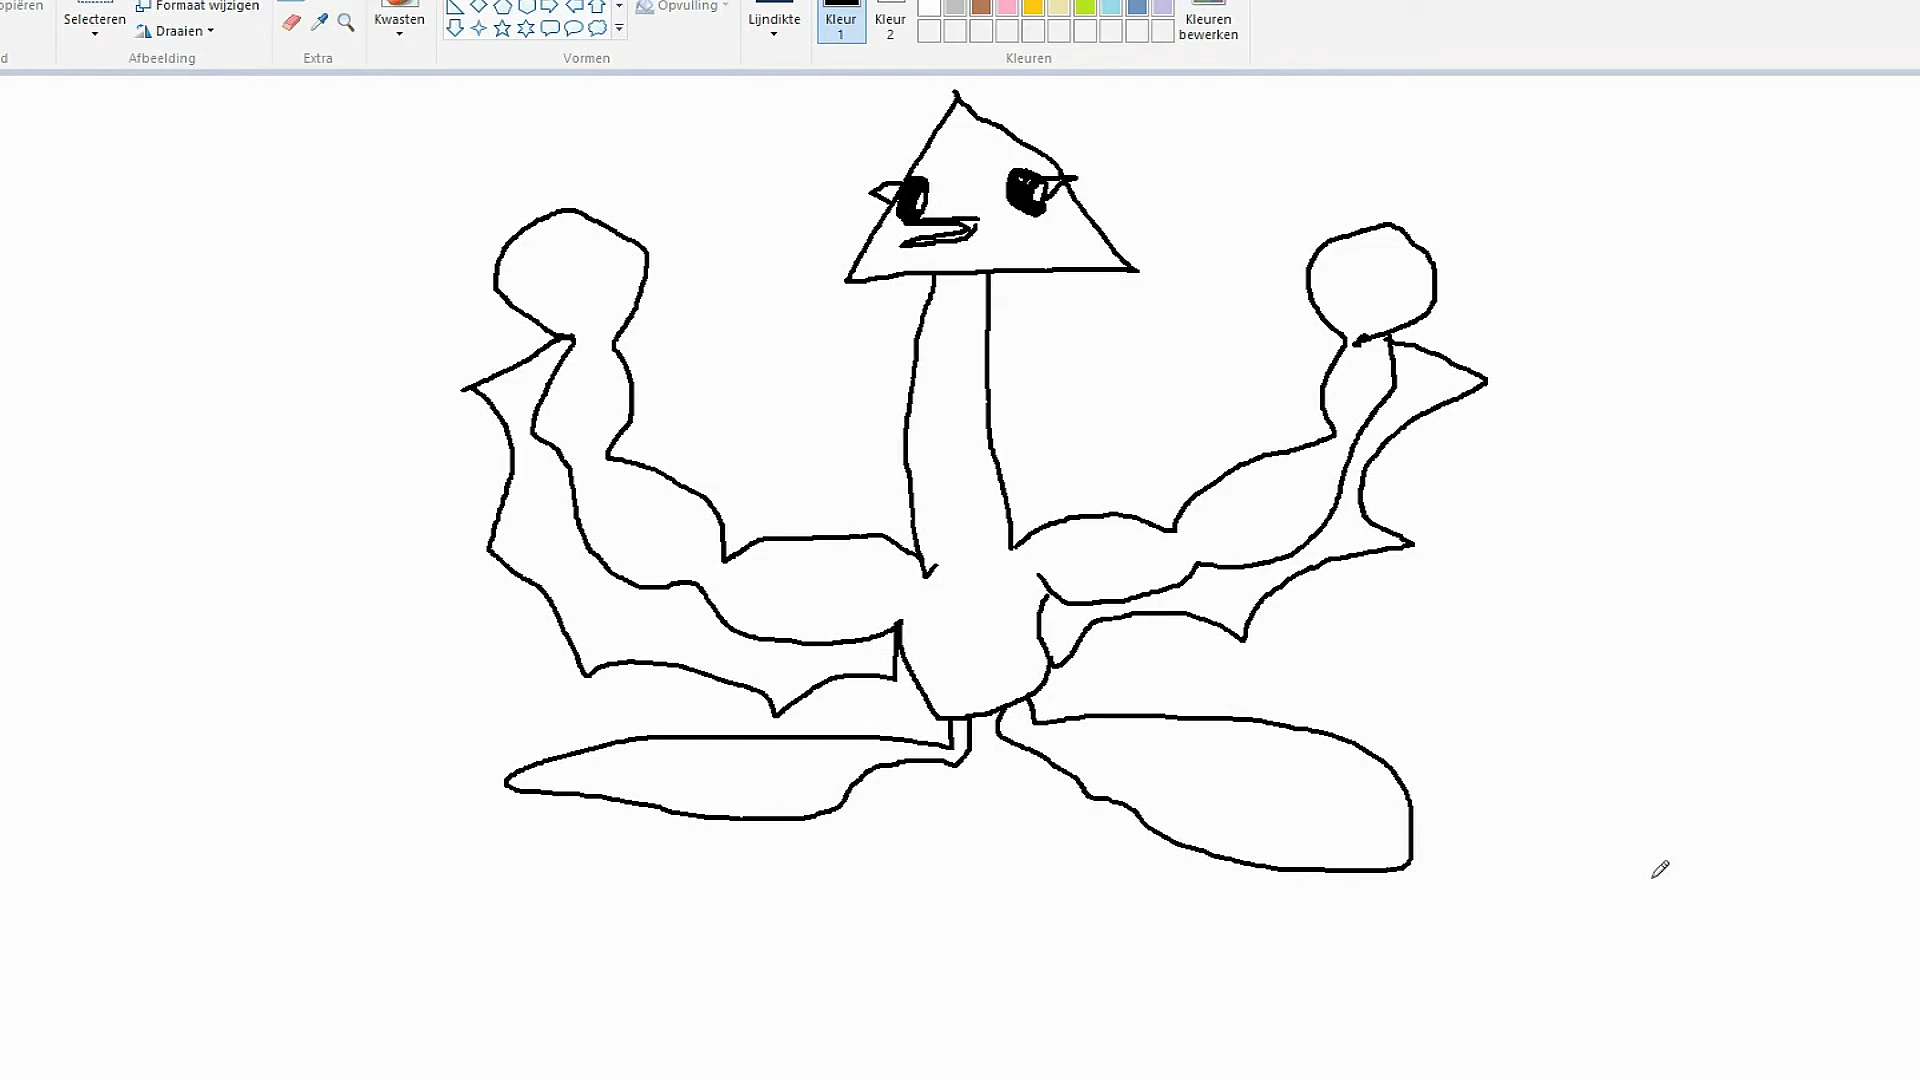 opiëren
Formaat wijzigen
Opvulling
Selecteren
Draaien
Kwasten
Lijndikte
Kleur
1
Kleur
2
Kleuren
bewerken
d
Afbeelding
Extra
Vormen
Kleuren